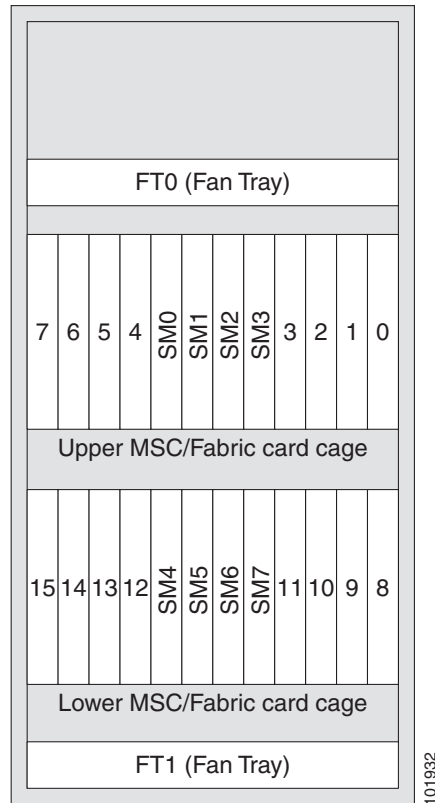 FT0 (Fan Tray)
7 6 5 4 SM0 SM1 SM2 SM3 3 2 1 0
Upper MSC/Fabric card cage
15 14 13 12 SM4 SM5 SM6 SM7 11 10 9 8
Lower MSC/Fabric card cage
FT1 (Fan Tray)
101932